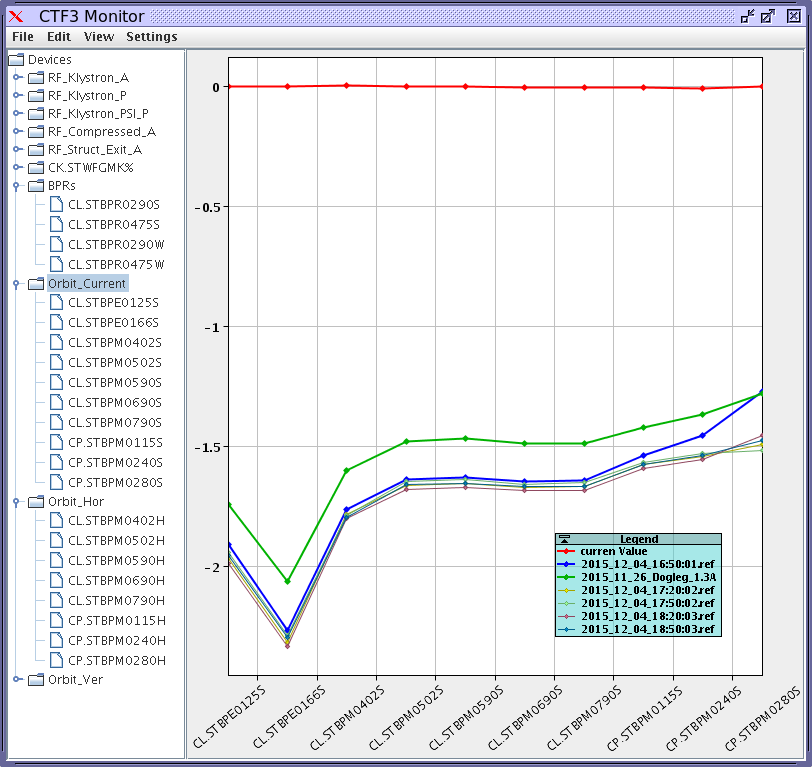 CTF3 Monitor
File Edit View Settings
Devices
RF_Klystron_A
RF_Klystron_P
RF_Klystron_PSI_P
RF_Compressed_A
RF_Struct_Exit_A
CK.STWFGMK%
BPRs
CL.STBPR0290S
CL.STBPR0475S
CL.STBPR0290W
CL.STBPR0475W
Orbit_Current
CL.STBPE0125S
CL.STBPE0166S
CL.STBPM0402S
CL.STBPM0502S
CL.STBPM0590S
CL.STBPM0690S
CL.STBPM0790S
CP.STBPM0115S
CP.STBPM0240S
CP.STBPM0280S
Orbit_Hor
CL.STBPM0402H
CL.STBPM0502H
CL.STBPM0590H
CL.STBPM0690H
CL.STBPM0790H
CP.STBPM0115H
CP.STBPM0240H
CP.STBPM0280H
Orbit_Ver
0
-0.5
-1
-1.5
-2
Legend
curren Value
2015_12_04_16:50:01.ref
2015_11_26_Dogleg_1.3A
2015_12_04_17:20:02.ref
2015_12_04_17:50:02.ref
2015_12_04_18:20:03.ref
2015_12_04_18:50:03.ref
CL.STBPE0125S
CL.STBPE0166S
CL.STBPM0402S
CL.STBPM0502S
CL.STBPM0590S
CL.STBPM0690S
CL.STBPM0790S
CP.STBPM0115S
CP.STBPM0240S
CP.STBPM0280S